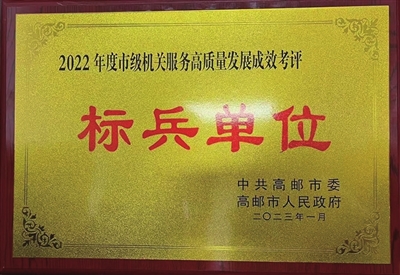 2022年度市级机关服务高质量发展成效考评
标兵单位
中共高邮市委
高邮市人民政府
二〇二三年一月